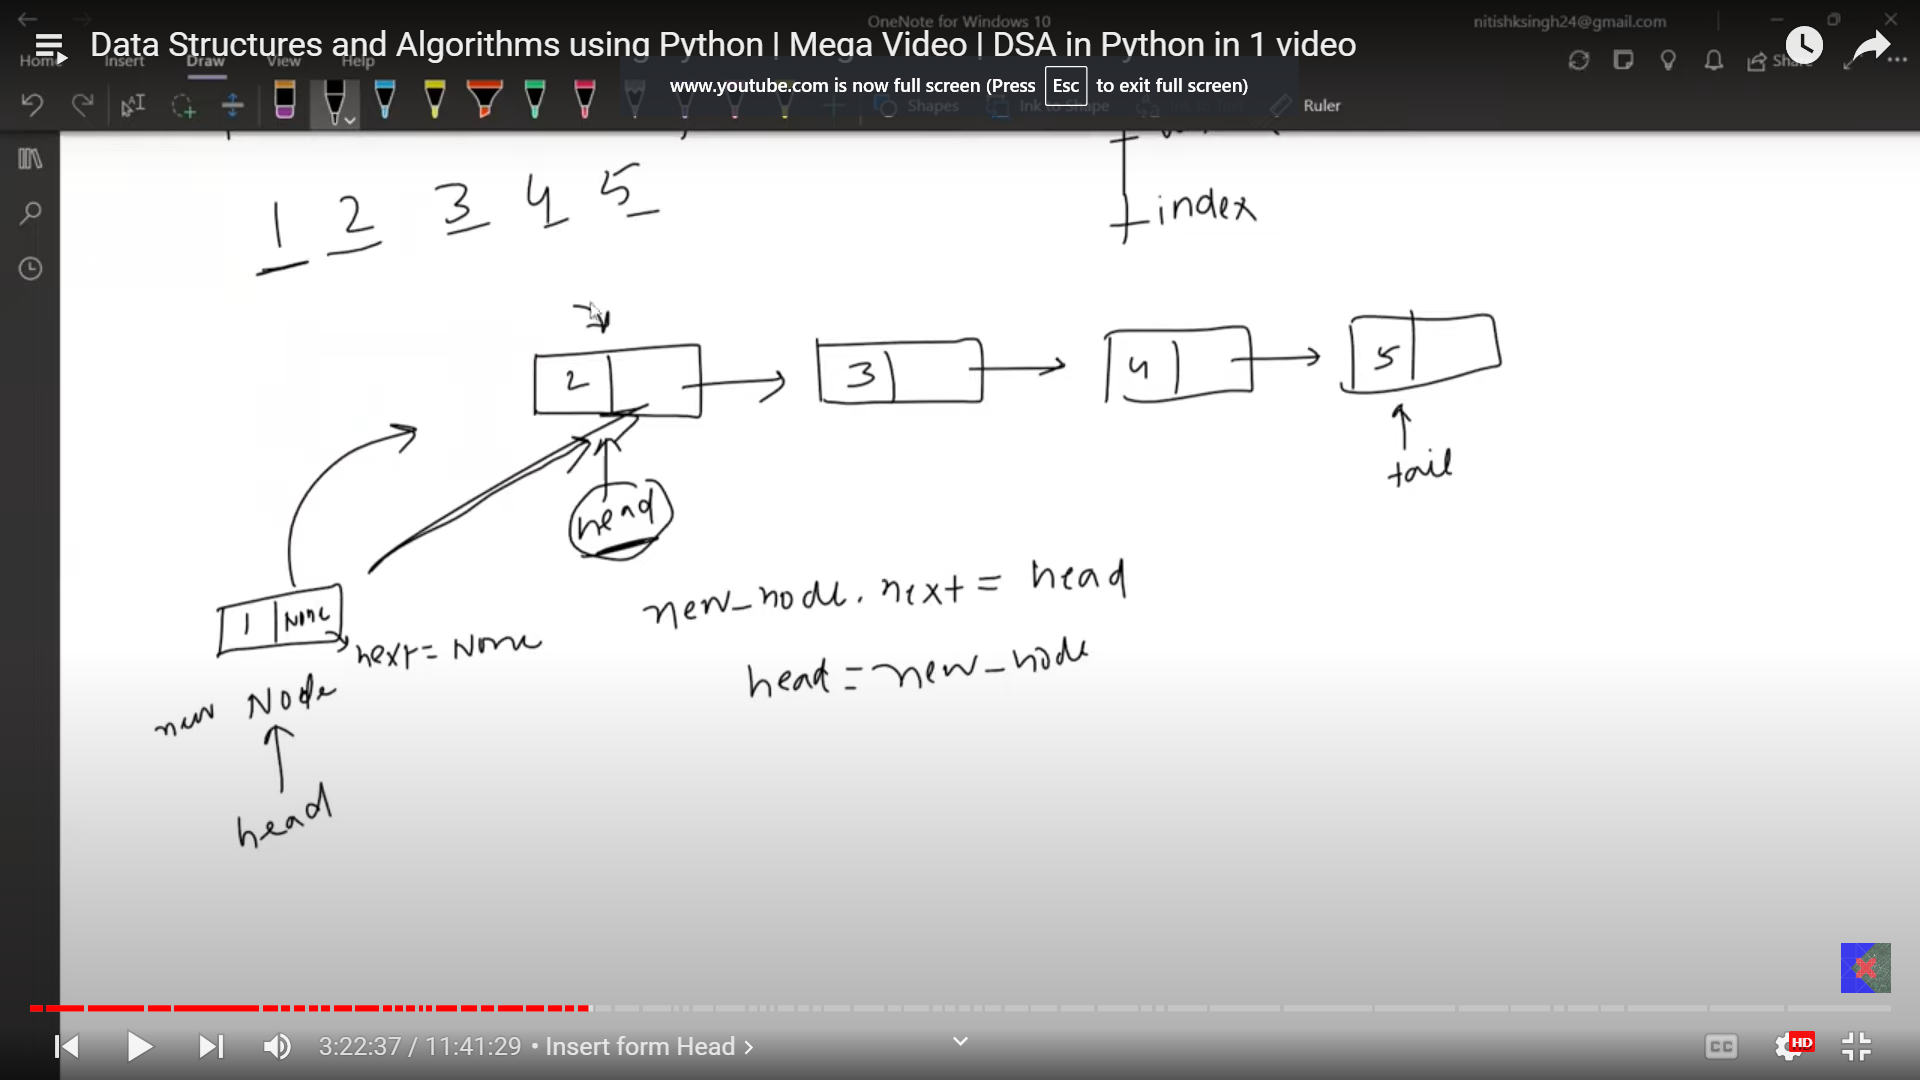 OneNote for Windows 10
nitishksingh24@gmail.com
Data Structures and Algorithms using Python | Mega Video | DSA in Python in 1 video
Home Insert Draw View Help
Share
www.youtube.com is now full screen (Press Esc to exit full screen)
Shapes Ink to Shape Ruler
1 2 3 4 5
index
2 3 4 5
tail
head
new_node.next = head
1 None
next = None
head = new_node
new Node
head
3:22:37 / 11:41:29 • Insert form Head >
CC HD